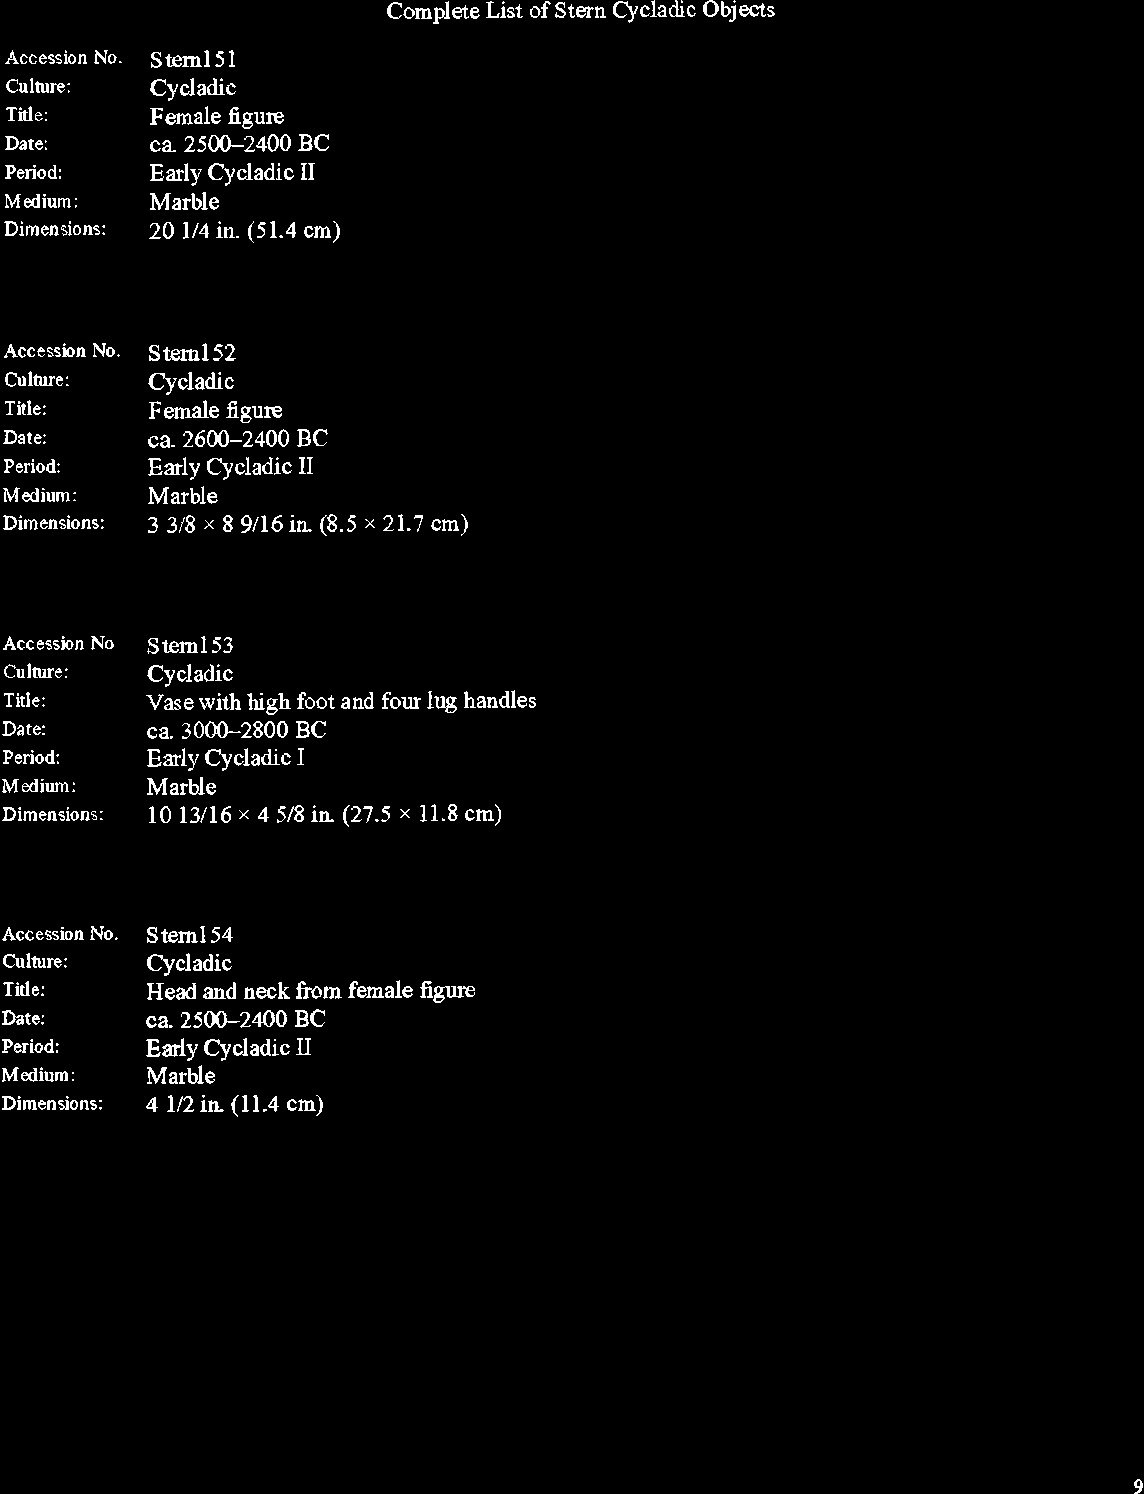 Complete List of Stern Cycladic Objects
Accession No. Stern151
Culture: Cycladic
Title: Female figure
Date: ca. 2500–2400 BC
Period: Early Cycladic II
Medium: Marble
Dimensions: 20 1/4 in. (51.4 cm)
Accession No. Stern152
Culture: Cycladic
Title: Female figure
Date: ca. 2600–2400 BC
Period: Early Cycladic II
Medium: Marble
Dimensions: 3 3/8 × 8 9/16 in. (8.5 × 21.7 cm)
Accession No Stern153
Culture: Cycladic
Title: Vase with high foot and four lug handles
Date: ca. 3000–2800 BC
Period: Early Cycladic I
Medium: Marble
Dimensions: 10 13/16 × 4 5/8 in. (27.5 × 11.8 cm)
Accession No. Stern154
Culture: Cycladic
Title: Head and neck from female figure
Date: ca. 2500–2400 BC
Period: Early Cycladic II
Medium: Marble
Dimensions: 4 1/2 in. (11.4 cm)
9